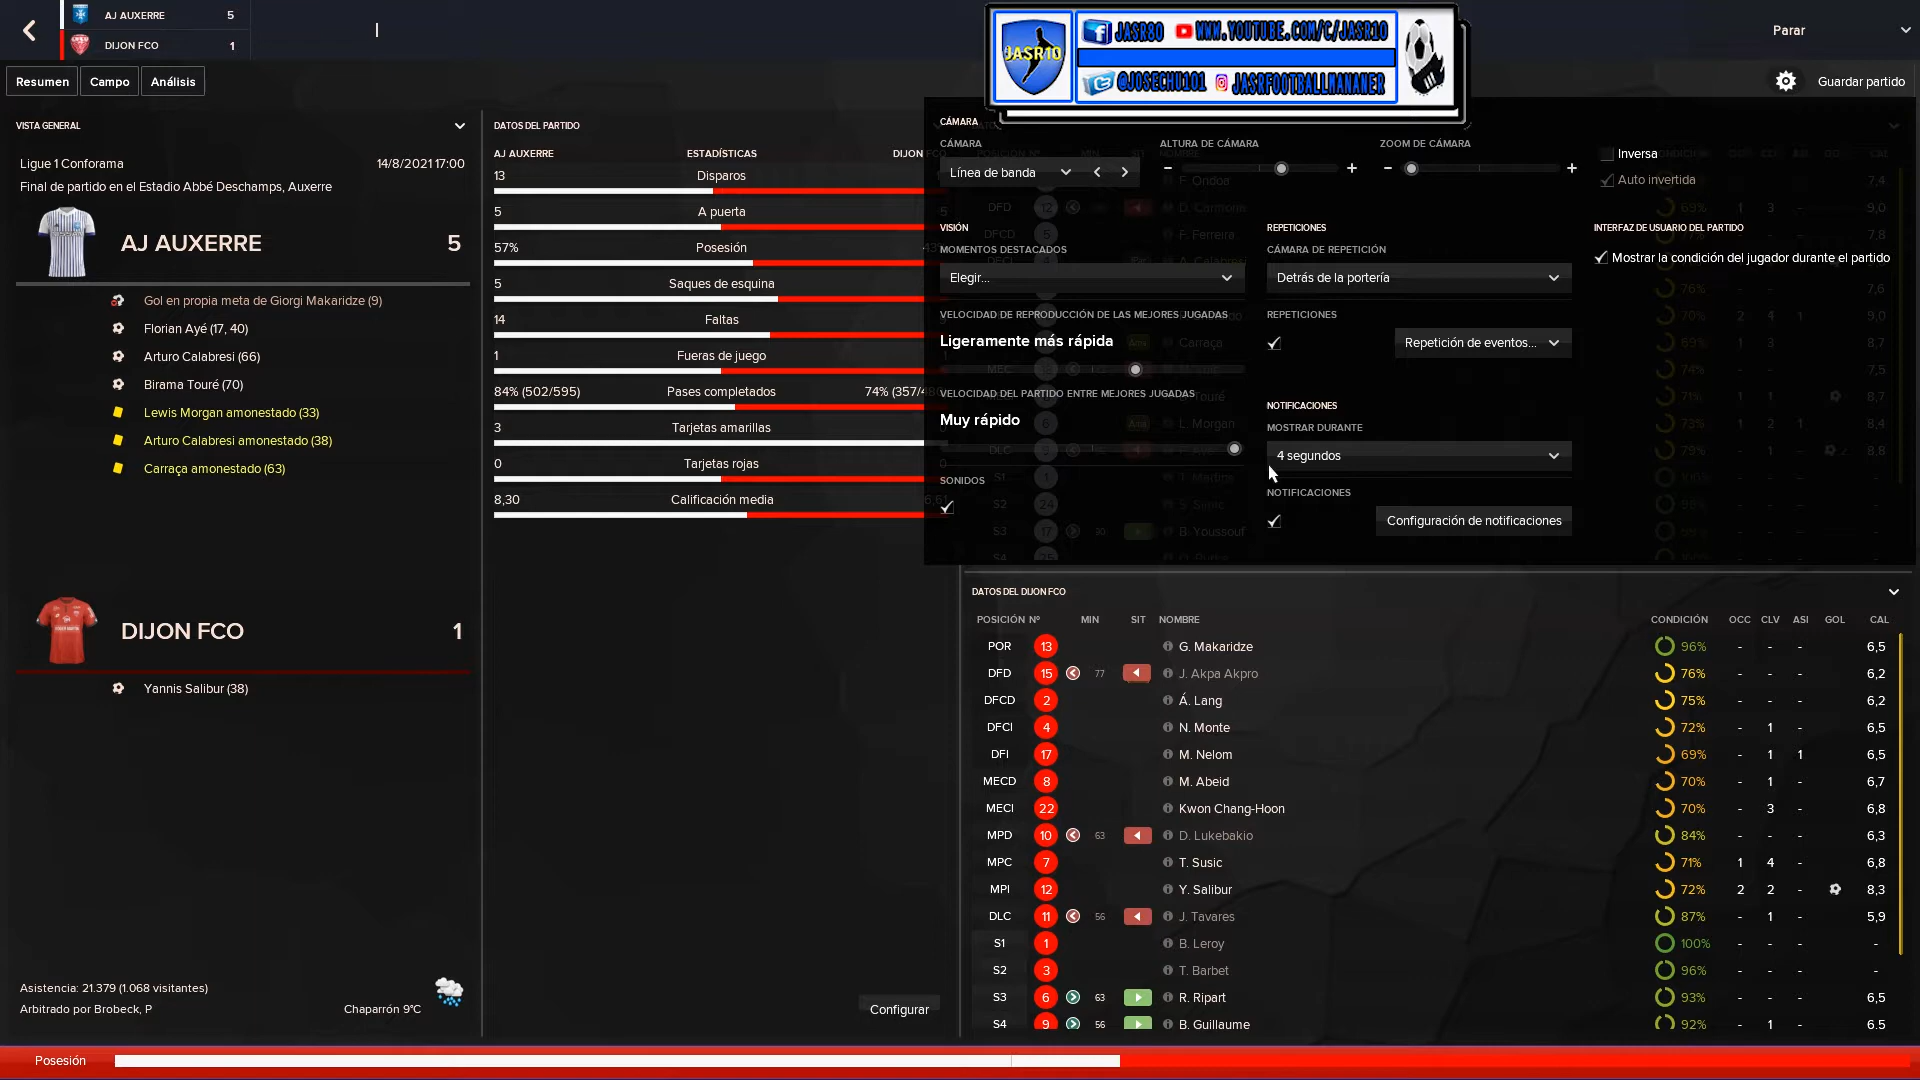 AJ AUXERRE 5
DIJON FCO 1
JASR10
JASR80 WWW.YOUTUBE.COM/C/JASR10
@JOSECHU101 JASRFOOTBALLMANANER
Parar
Resumen Campo Análisis
Guardar partido
VISTA GENERAL
Ligue 1 Conforama 14/8/2021 17:00
Final de partido en el Estadio Abbé Deschamps, Auxerre
AJ AUXERRE 5
Gol en propia meta de Giorgi Makaridze (9)
Florian Ayé (17, 40)
Arturo Calabresi (66)
Birama Touré (70)
Lewis Morgan amonestado (33)
Arturo Calabresi amonestado (38)
Carraça amonestado (63)
DIJON FCO 1
Yannis Salibur (38)
Asistencia: 21.379 (1.068 visitantes)
Arbitrado por Brobeck, P Chaparrón 9°C
DATOS DEL PARTIDO
AJ AUXERRE ESTADÍSTICAS DIJON FCO
13 Disparos
5 A puerta 5
57% Posesión
5 Saques de esquina
14 Faltas
1 Fueras de juego
84% (502/595) Pases completados 74% (357/
3 Tarjetas amarillas
0 Tarjetas rojas
8,30 Calificación media
Configurar
CÁMARA
CÁMARA ALTURA DE CÁMARA ZOOM DE CÁMARA
Línea de banda - + - +
Inversa
Auto invertida
VISIÓN REPETICIONES INTERFAZ DE USUARIO DEL PARTIDO
MOMENTOS DESTACADOS CÁMARA DE REPETICIÓN
Mostrar la condición del jugador durante el partido
Elegir... Detrás de la portería
VELOCIDAD DE REPRODUCCIÓN DE LAS MEJORES JUGADAS REPETICIONES
Ligeramente más rápida Repetición de eventos...
VELOCIDAD DEL PARTIDO ENTRE MEJORES JUGADAS
NOTIFICACIONES
Muy rápido MOSTRAR DURANTE
4 segundos
SONIDOS NOTIFICACIONES
Configuración de notificaciones
DATOS DEL DIJON FCO
POSICIÓN Nº MIN SIT NOMBRE CONDICIÓN OCC CLV ASI GOL CAL
POR 13 G. Makaridze 96% - - - 6,5
DFD 15 77 J. Akpa Akpro 76% - - - 6,2
DFCD 2 Á. Lang 75% - - - 6,2
DFCI 4 N. Monte 72% - 1 - 6,5
DFI 17 M. Nelom 69% - 1 1 6,5
MECD 8 M. Abeid 70% - 1 - 6,7
MECI 22 Kwon Chang-Hoon 70% - 3 - 6,8
MPD 10 63 D. Lukebakio 84% - - - 6,3
MPC 7 T. Susic 71% 1 4 - 6,8
MPI 12 Y. Salibur 72% 2 2 - 8,3
DLC 11 56 J. Tavares 87% - 1 - 5,9
S1 1 B. Leroy 100% - - - -
S2 3 T. Barbet 96% - - - -
S3 6 63 R. Ripart 93% - - - 6,5
S4 9 56 B. Guillaume 92% - 1 - 6.5
Posesión